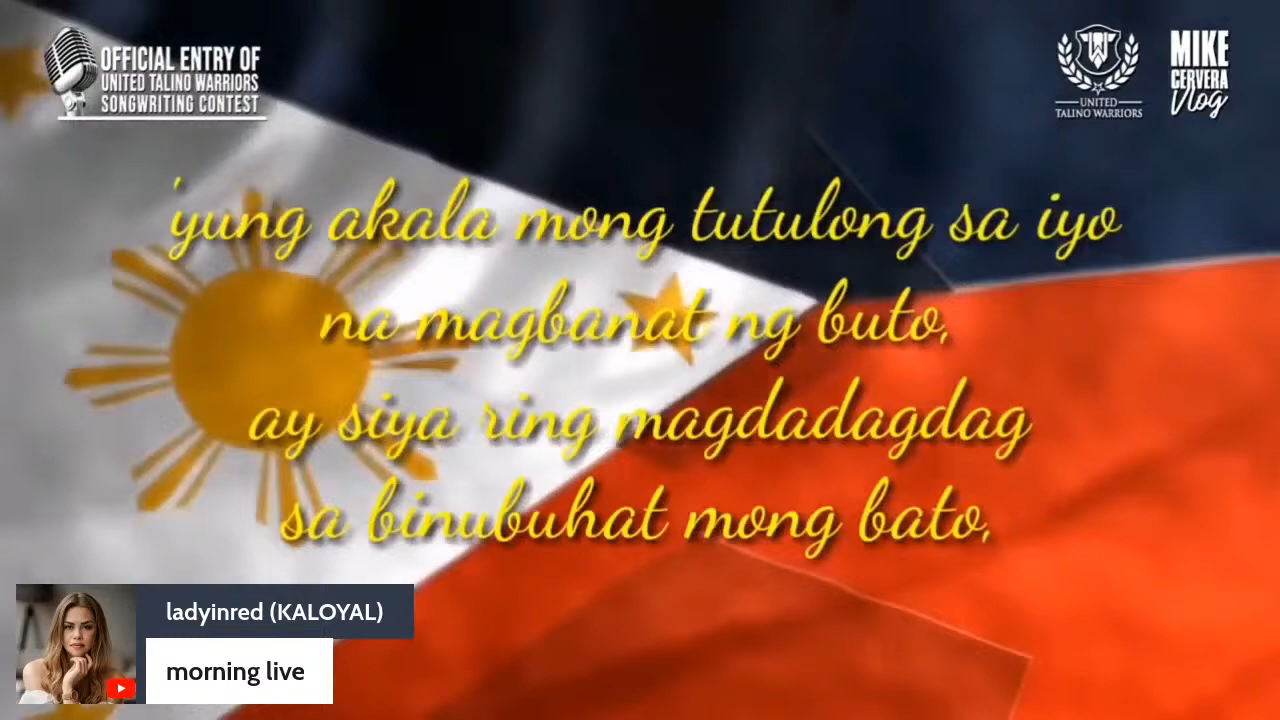 OFFICIAL ENTRY OF
UNITED TALINO WARRIORS
SONGWRITING CONTEST
UNITED
TALINO WARRIORS
MIKE
CERVERA
Vlog
'yung akala mong tutulong sa iyo
na magbanat ng buto,
ay siya ring magdadagdag
sa binubuhat mong bato,
ladyinred (KALOYAL)
morning live